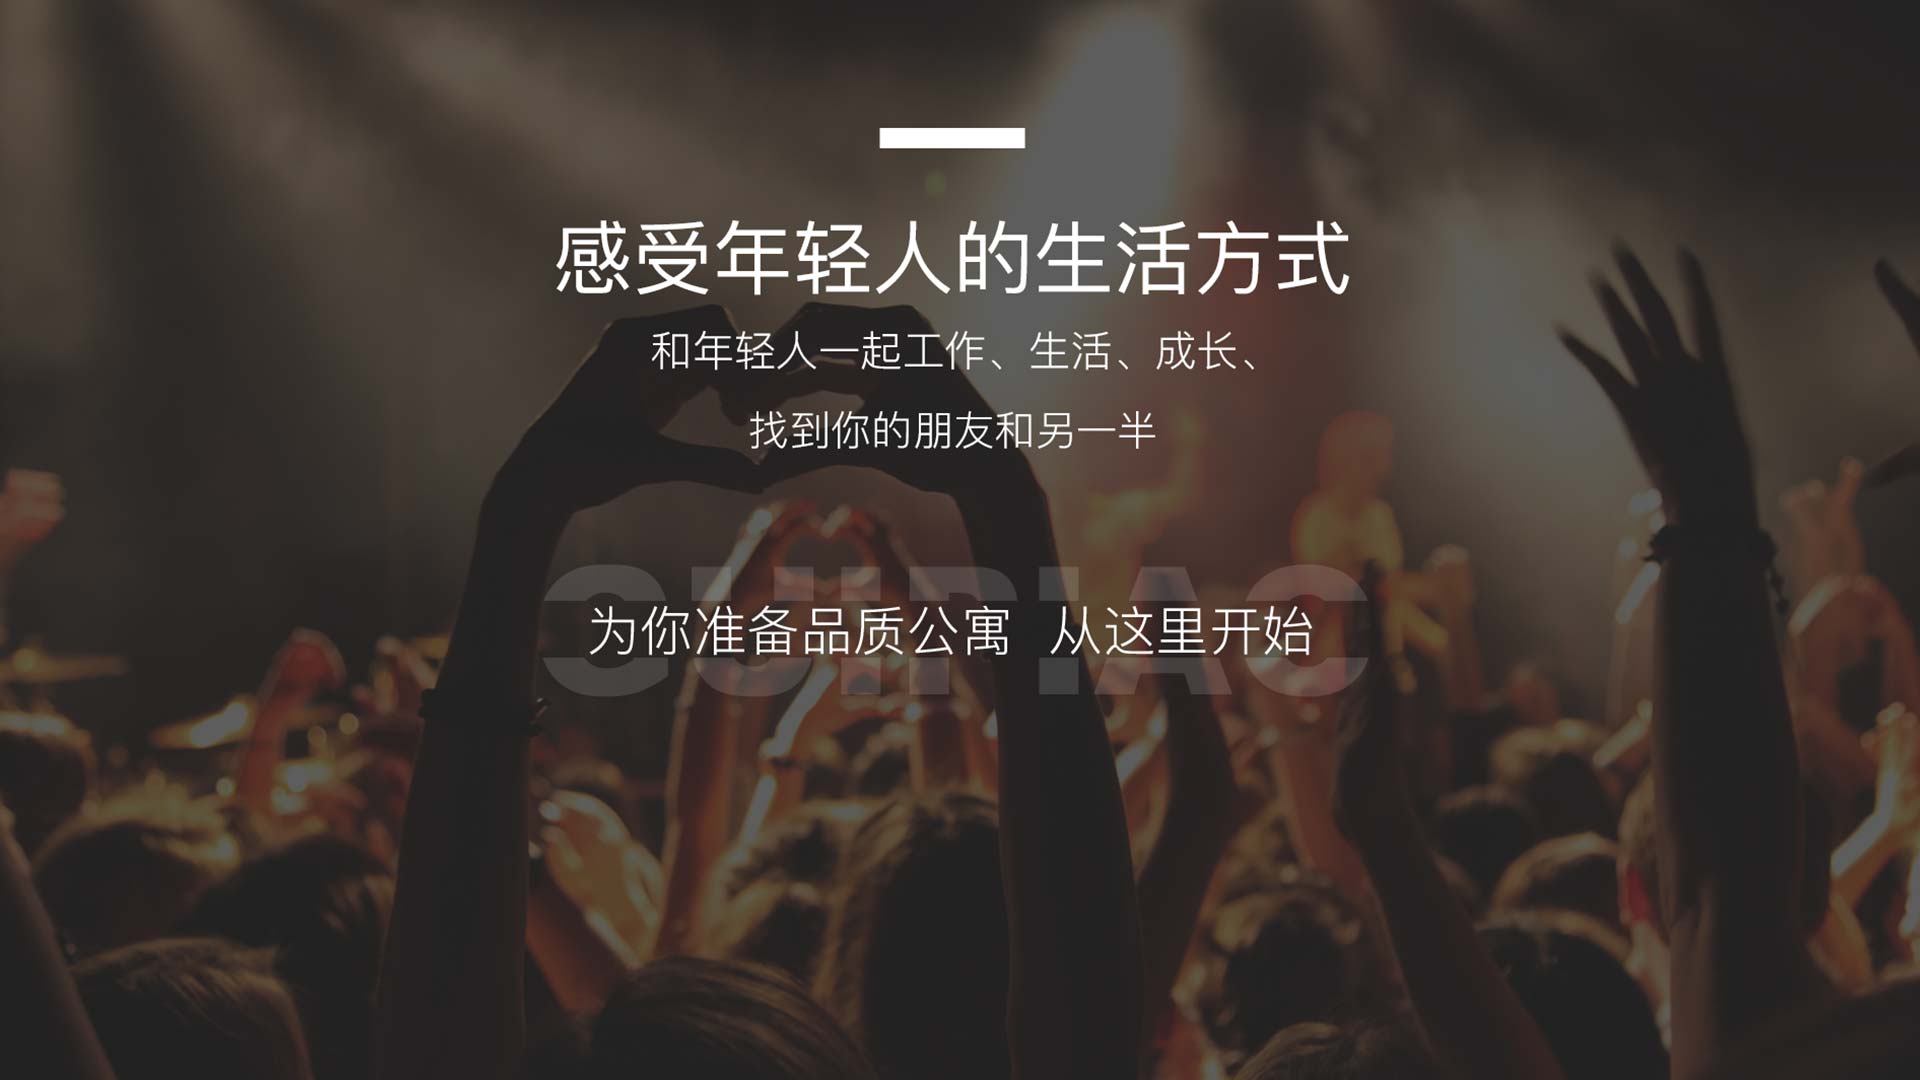 感受年轻人的生活方式
和年轻人一起工作、生活、成长、
找到你的朋友和另一半
为你准备品质公寓 从这里开始